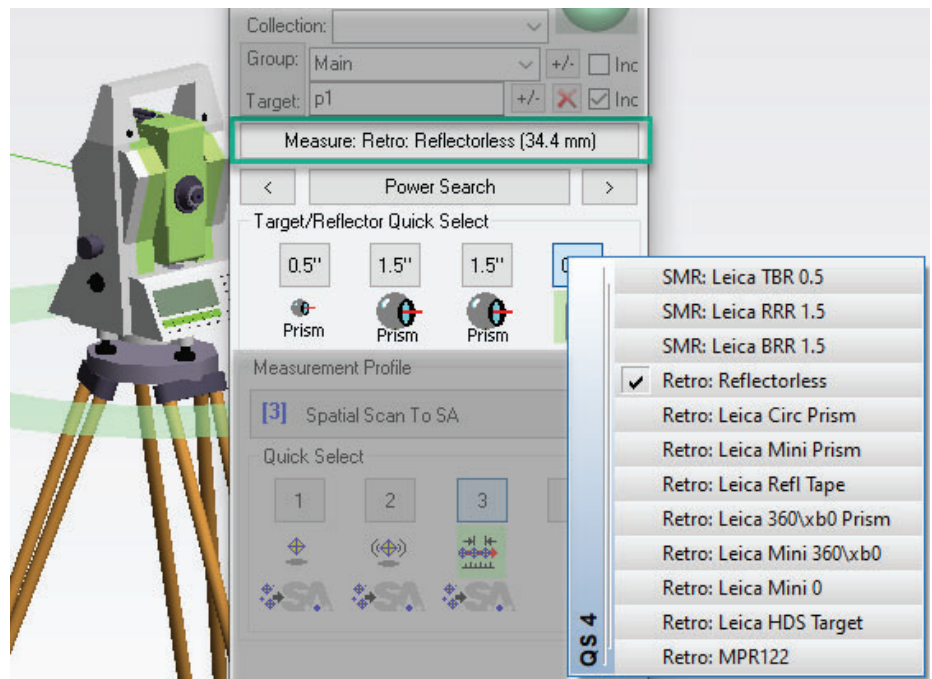 Collection:
Group: Main +/- Inc
Target: p1 +/- Inc
Measure: Retro: Reflectorless (34.4 mm)
< Power Search >
Target/Reflector Quick Select
0.5" 1.5" 1.5" 0
Prism Prism Prism
Measurement Profile
[3] Spatial Scan To SA
Quick Select
1 2 3
SA SA SA
SMR: Leica TBR 0.5
SMR: Leica RRR 1.5
SMR: Leica BRR 1.5
Retro: Reflectorless
Retro: Leica Circ Prism
Retro: Leica Mini Prism
Retro: Leica Refl Tape
Retro: Leica 360\xb0 Prism
Retro: Leica Mini 360\xb0
Retro: Leica Mini 0
Retro: Leica HDS Target
Retro: MPR122
QS 4